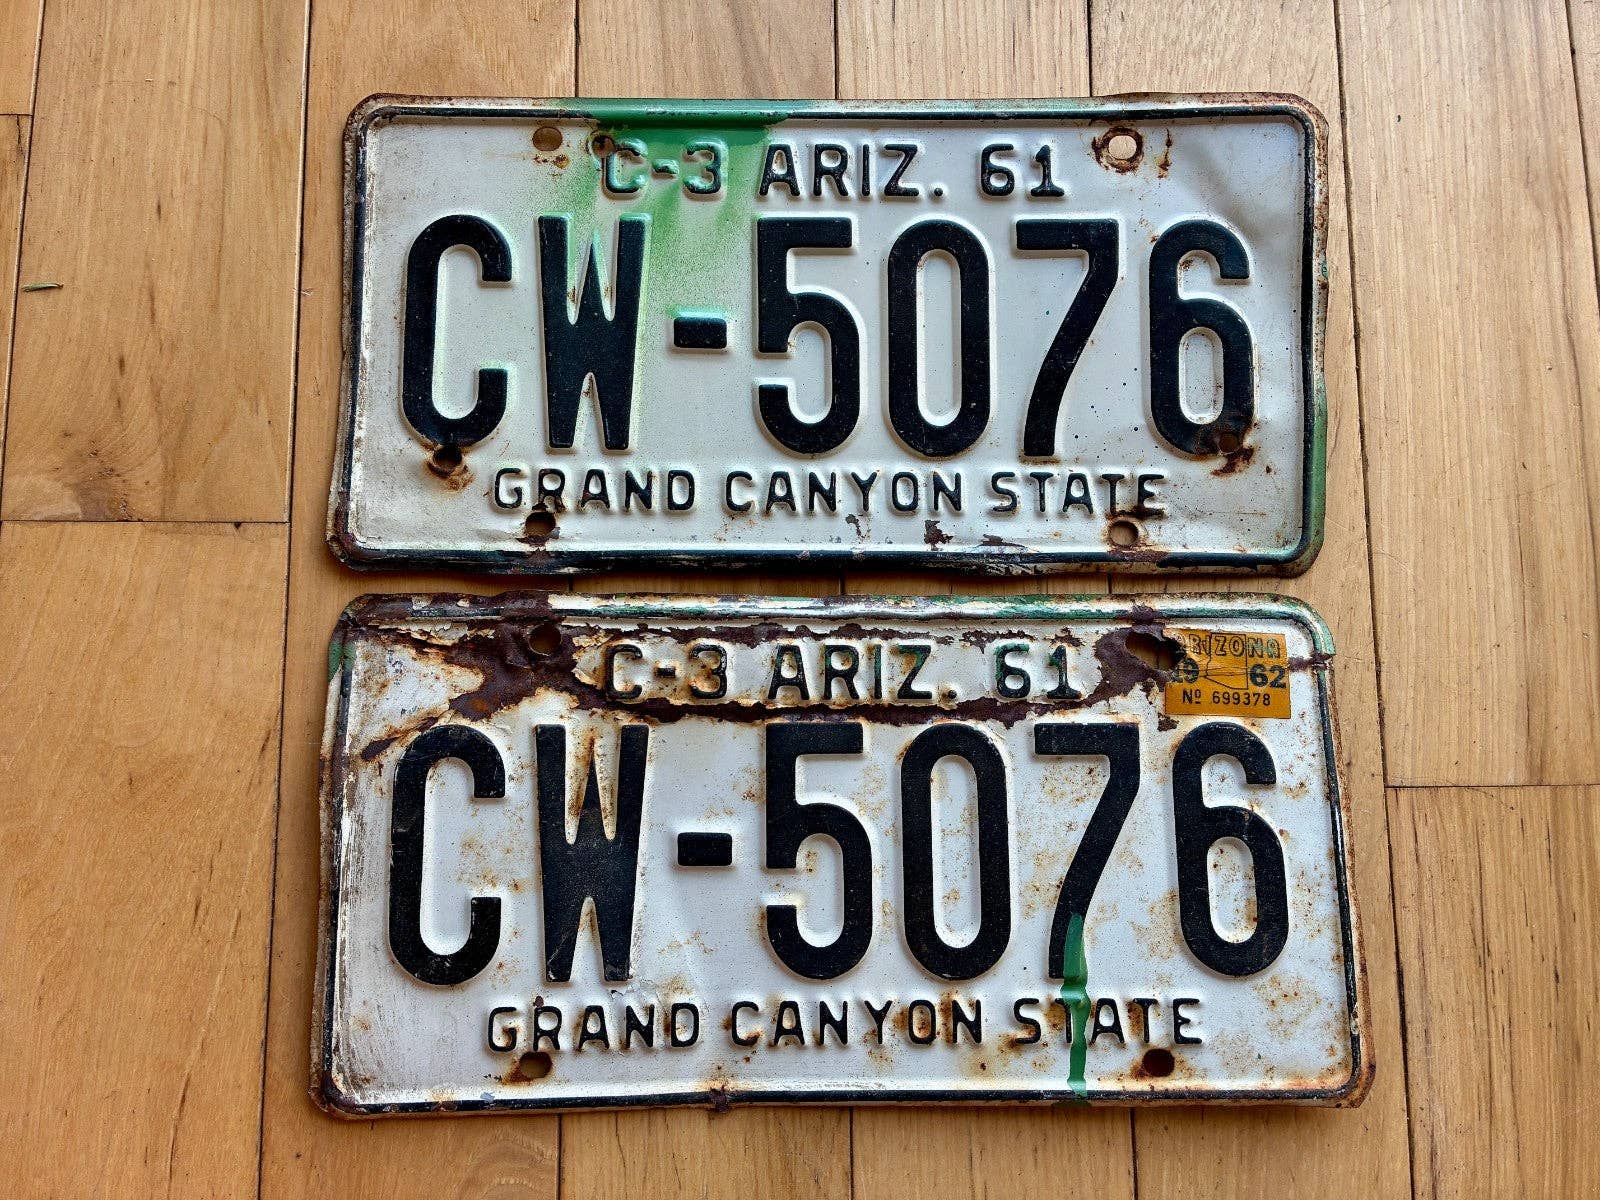 C-3 ARIZ. 61
CW-5076
GRAND CANYON STATE
C-3 ARIZ. 61
ARIZONA
19 62
No 699378
CW-5076
GRAND CANYON STATE